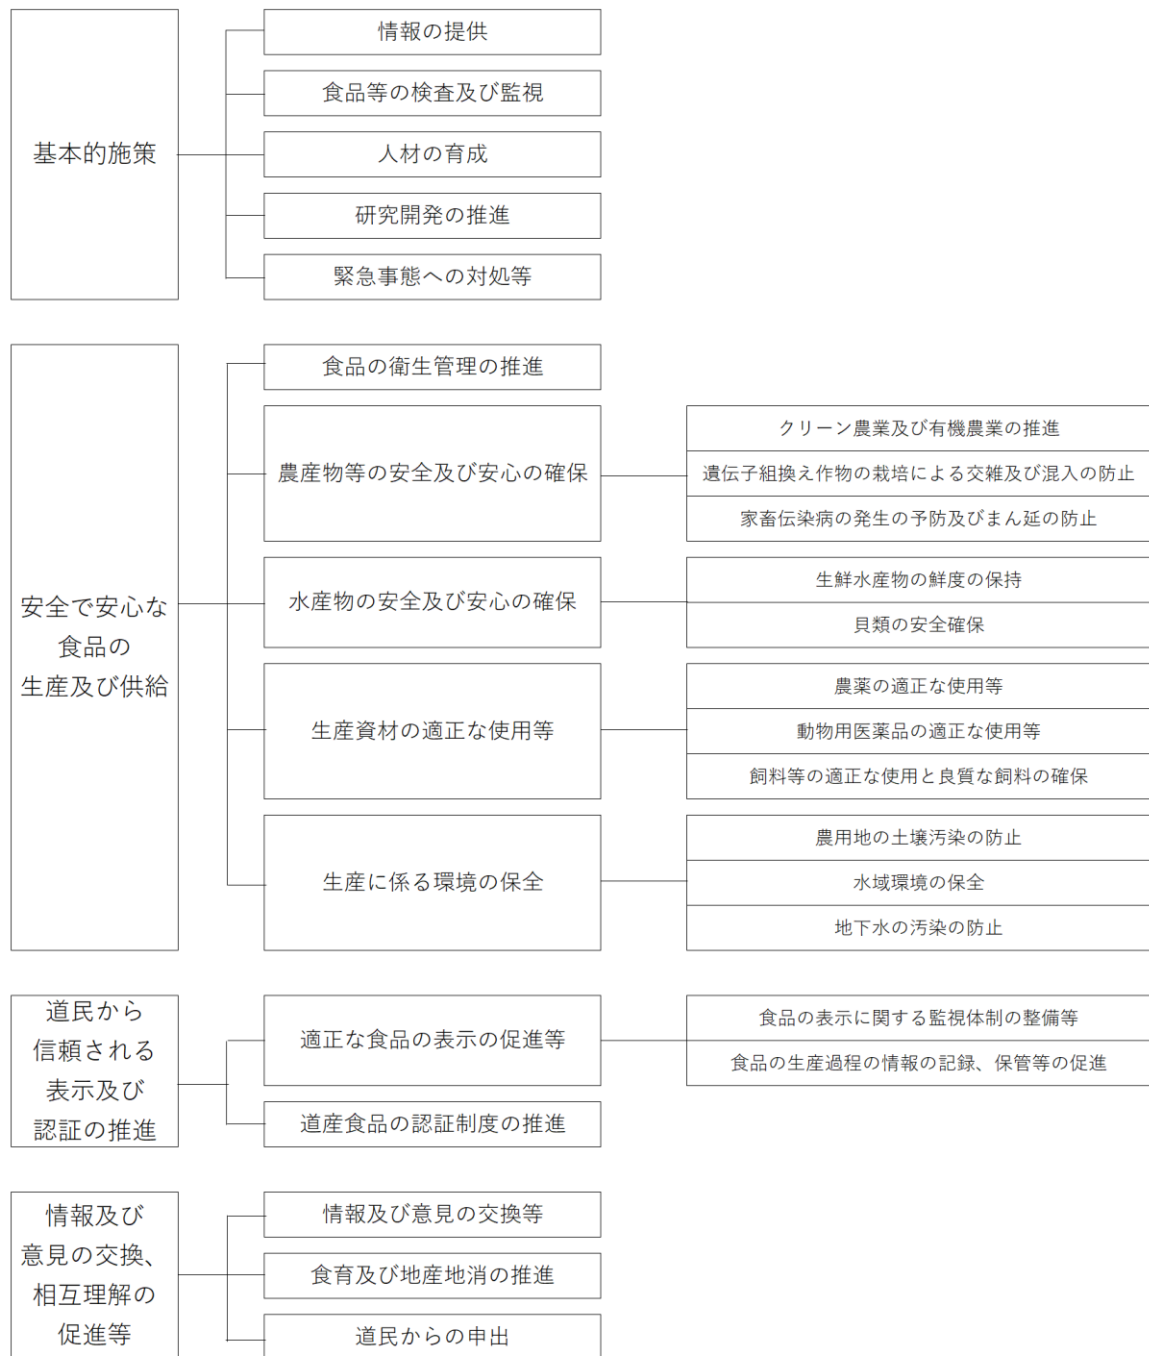 基本的施策
情報の提供
食品等の検査及び監視
人材の育成
研究開発の推進
緊急事態への対処等
安全で安心な
食品の
生産及び供給
食品の衛生管理の推進
農産物等の安全及び安心の確保
クリーン農業及び有機農業の推進
遺伝子組換え作物の栽培による交雑及び混入の防止
家畜伝染病の発生の予防及びまん延の防止
水産物の安全及び安心の確保
生鮮水産物の鮮度の保持
貝類の安全確保
生産資材の適正な使用等
農薬の適正な使用等
動物用医薬品の適正な使用等
飼料等の適正な使用と良質な飼料の確保
生産に係る環境の保全
農用地の土壌汚染の防止
水域環境の保全
地下水の汚染の防止
道民から
信頼される
表示及び
認証の推進
適正な食品の表示の促進等
食品の表示に関する監視体制の整備等
食品の生産過程の情報の記録、保管等の促進
道産食品の認証制度の推進
情報及び
意見の交換、
相互理解の
促進等
情報及び意見の交換等
食育及び地産地消の推進
道民からの申出